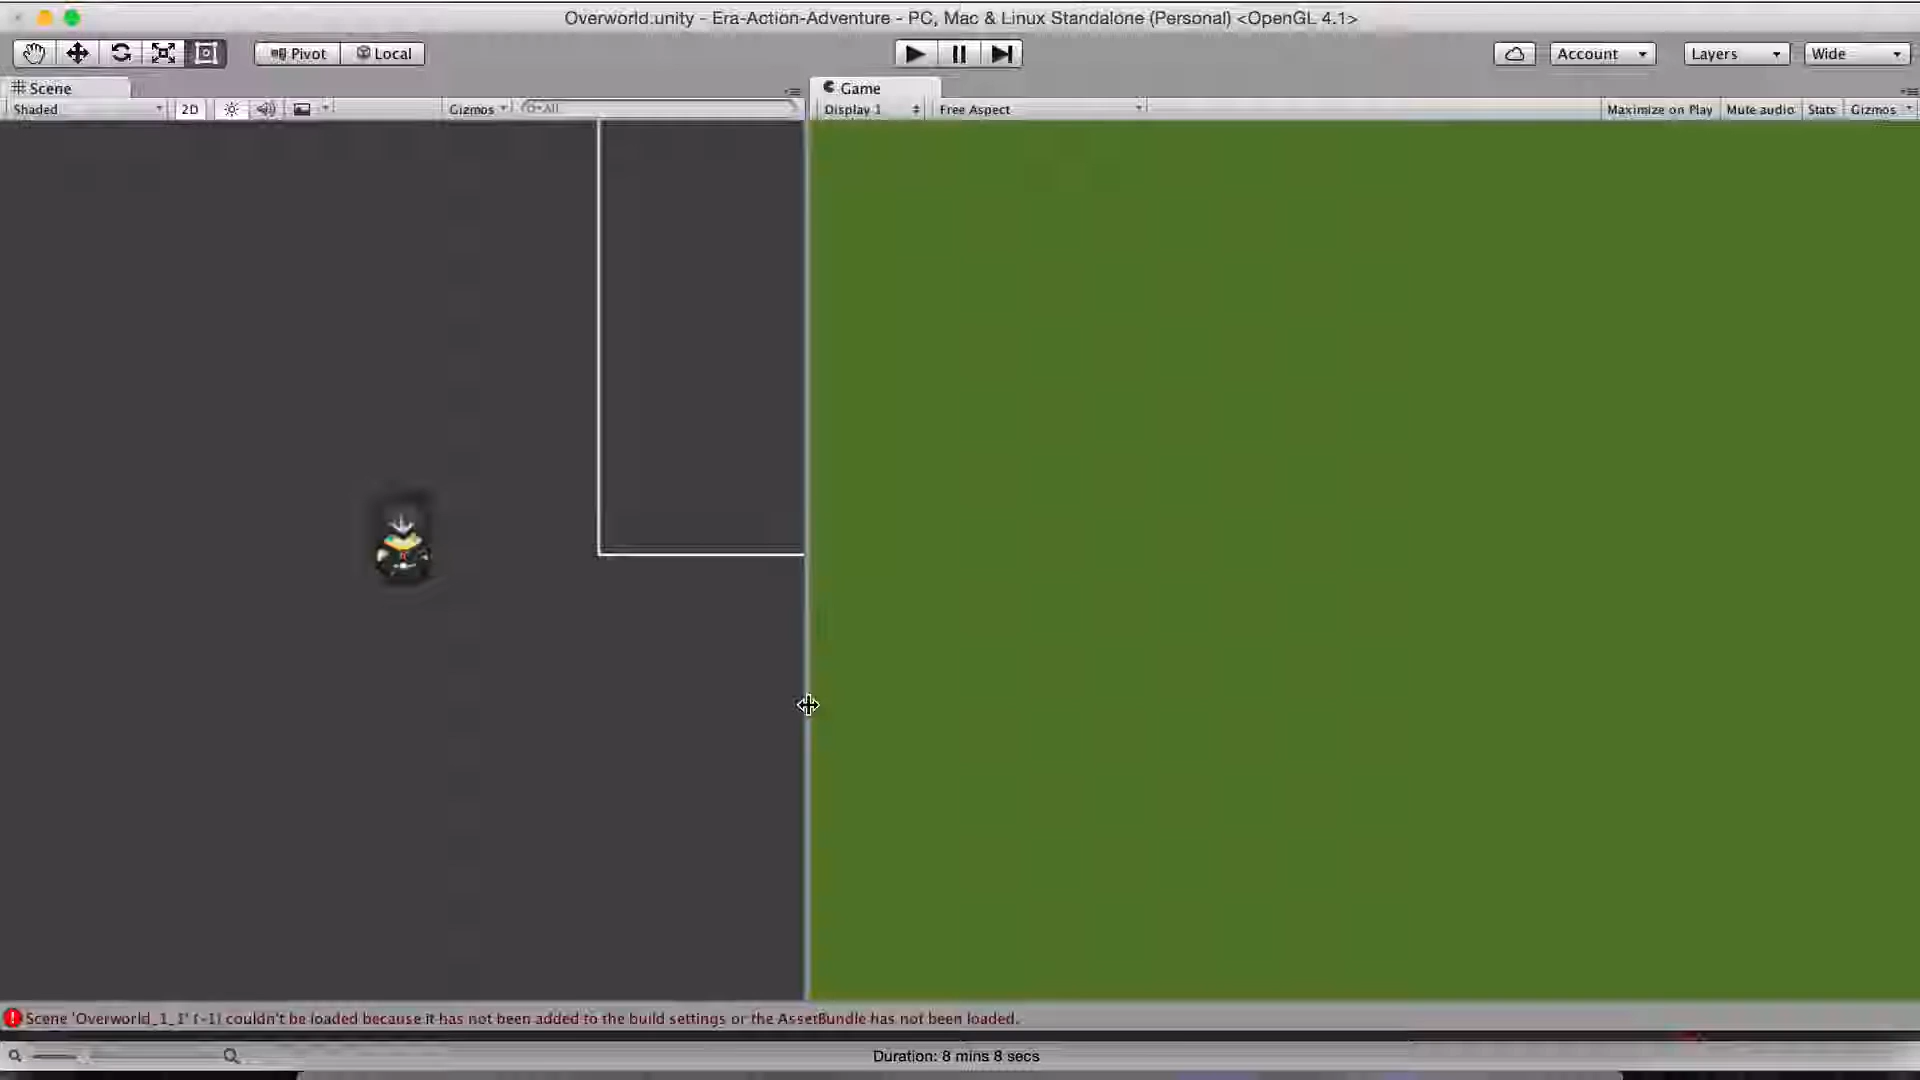 Overworld.unity - Era-Action-Adventure - PC, Mac & Linux Standalone (Personal) <OpenGL 4.1>
Pivot Local Account Layers Wide
Scene Game
Shaded 2D Gizmos All Display 1 Free Aspect Maximize on Play Mute audio Stats Gizmos
Scene 'Overworld_1_1' (-1) couldn't be loaded because it has not been added to the build settings or the AssetBundle has not been loaded.
Duration: 8 mins 8 secs